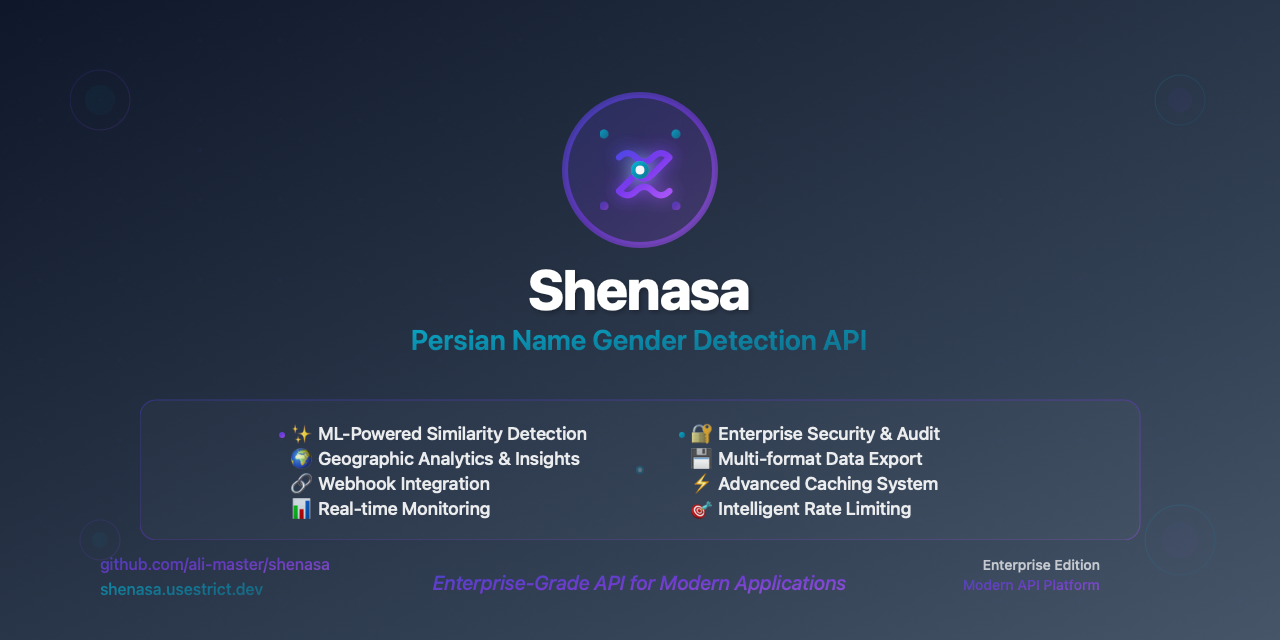 Shenasa
Persian Name Gender Detection API
✨ ML-Powered Similarity Detection
🌍 Geographic Analytics & Insights
🔗 Webhook Integration
📊 Real-time Monitoring
🔐 Enterprise Security & Audit
💾 Multi-format Data Export
⚡ Advanced Caching System
🎯 Intelligent Rate Limiting
github.com/ali-master/shenasa
shenasa.usestrict.dev
Enterprise-Grade API for Modern Applications
Enterprise Edition
Modern API Platform